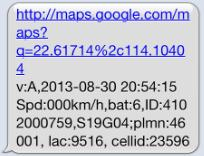 http://maps.google.com/m
aps?
q=22.61714%2c114.1040
4
v:A,2013-08-30 20:54:15
Spd:000km/h,bat:6,ID:410
2000759,S19G04;plmn:46
001, lac:9516, cellid:23596